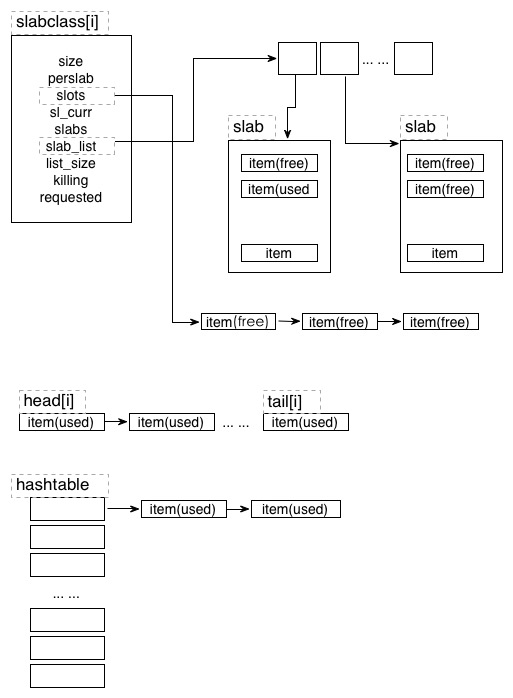 slabclass[i]
size
perslab
slots
sl_curr
slabs
slab_list
list_size
killing
requested
... ...
slab
item(free)
item(used
item
slab
item(free)
item(free)
item
item(free)
item(free)
item(free)
head[i]
item(used)
item(used)
... ...
tail[i]
item(used)
hashtable
item(used)
item(used)
... ...